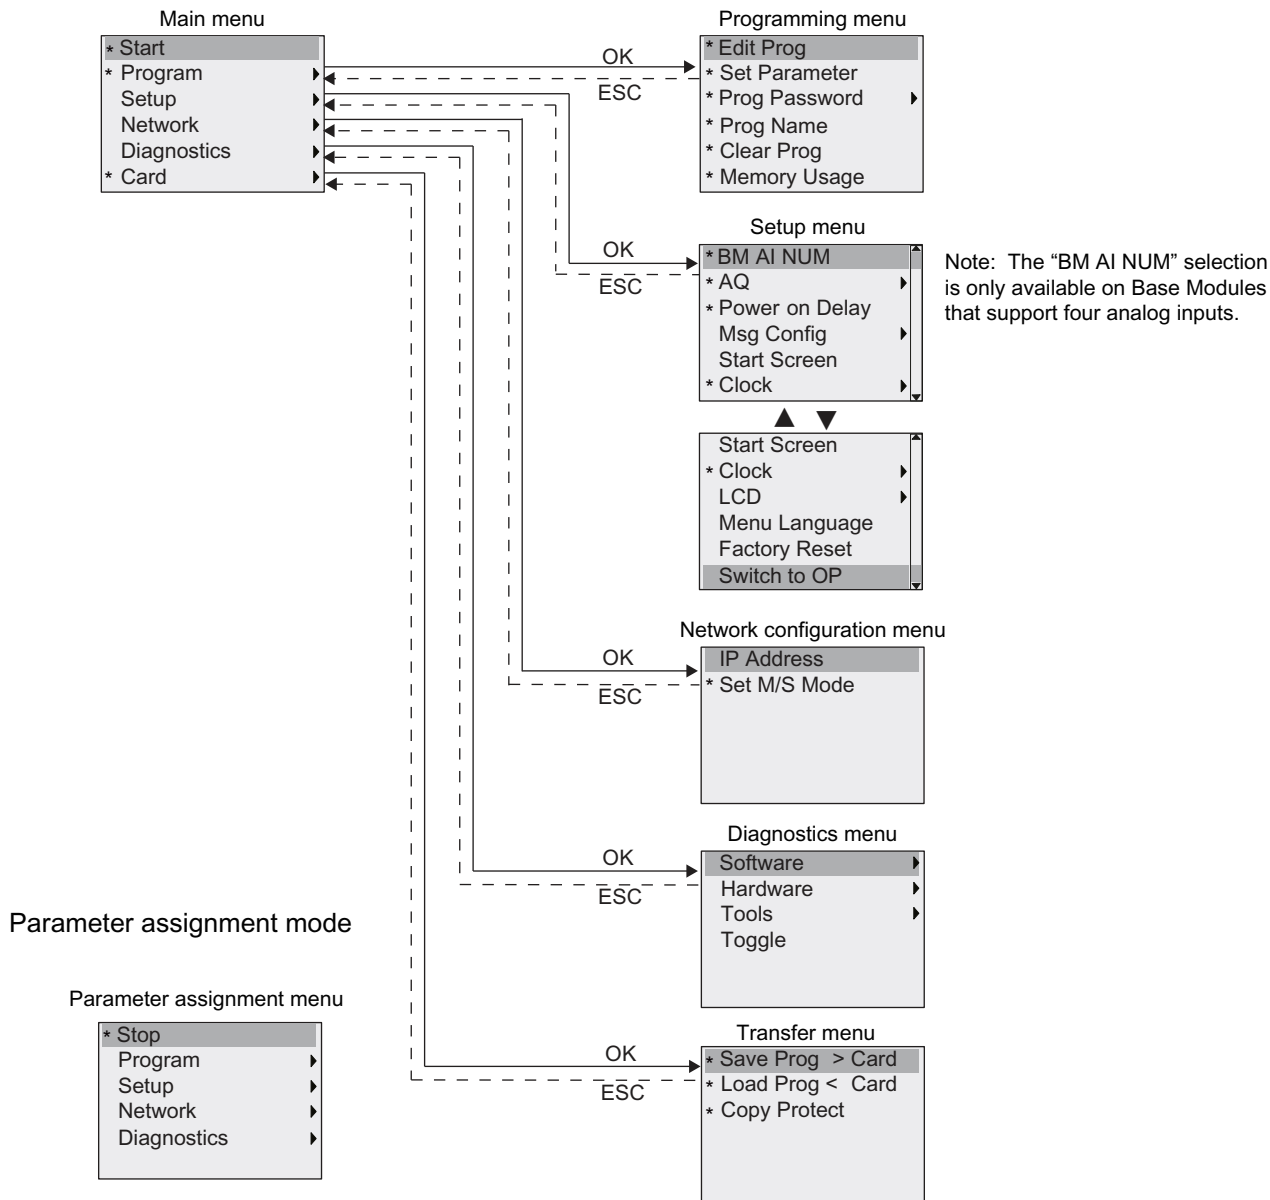 Main menu
* Start
* Program
Setup
Network
Diagnostics
* Card
OK
ESC
Programming menu
* Edit Prog
* Set Parameter
* Prog Password
* Prog Name
* Clear Prog
* Memory Usage
OK
ESC
Setup menu
* BM AI NUM
* AQ
* Power on Delay
Msg Config
Start Screen
* Clock
Note: The “BM AI NUM” selection
is only available on Base Modules
that support four analog inputs.
Start Screen
* Clock
LCD
Menu Language
Factory Reset
Switch to OP
OK
ESC
Network configuration menu
IP Address
* Set M/S Mode
OK
ESC
Diagnostics menu
Software
Hardware
Tools
Toggle
Parameter assignment mode
Parameter assignment menu
* Stop
Program
Setup
Network
Diagnostics
OK
ESC
Transfer menu
* Save Prog > Card
* Load Prog < Card
* Copy Protect